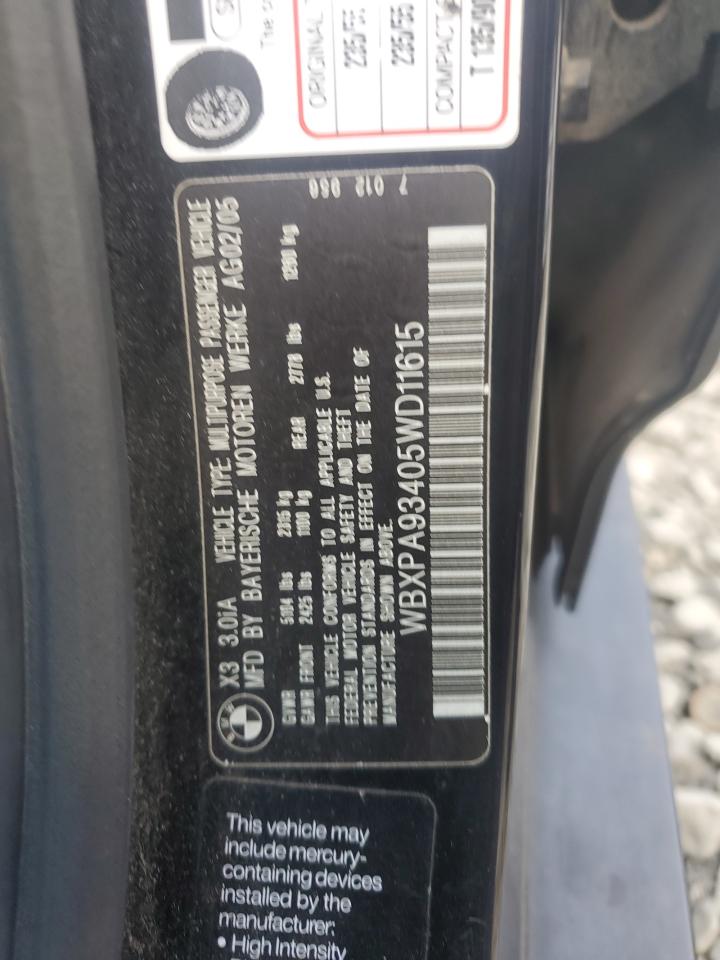 The
ORIGINAL T
235/55
235/55
COMPACT
T 135/90
X3 3.0IA VEHICLE TYPE: MULTIPURPOSE PASSENGER VEHICLE
MFD BY BAYERISCHE MOTOREN WERKE AG02/05
GVWR 5104 lbs 2315 kg
GAWR FRONT 2425 lbs 1100 kg REAR 2778 lbs 1260 kg
THIS VEHICLE CONFORMS TO ALL APPLICABLE U.S.
FEDERAL MOTOR VEHICLE SAFETY AND THEFT
PREVENTION STANDARDS IN EFFECT ON THE DATE OF
MANUFACTURE SHOWN ABOVE.
7 012 956
WBXPA93405WD11615
BMW
This vehicle may
include mercury-
containing devices
installed by the
manufacturer:
• High Intensity